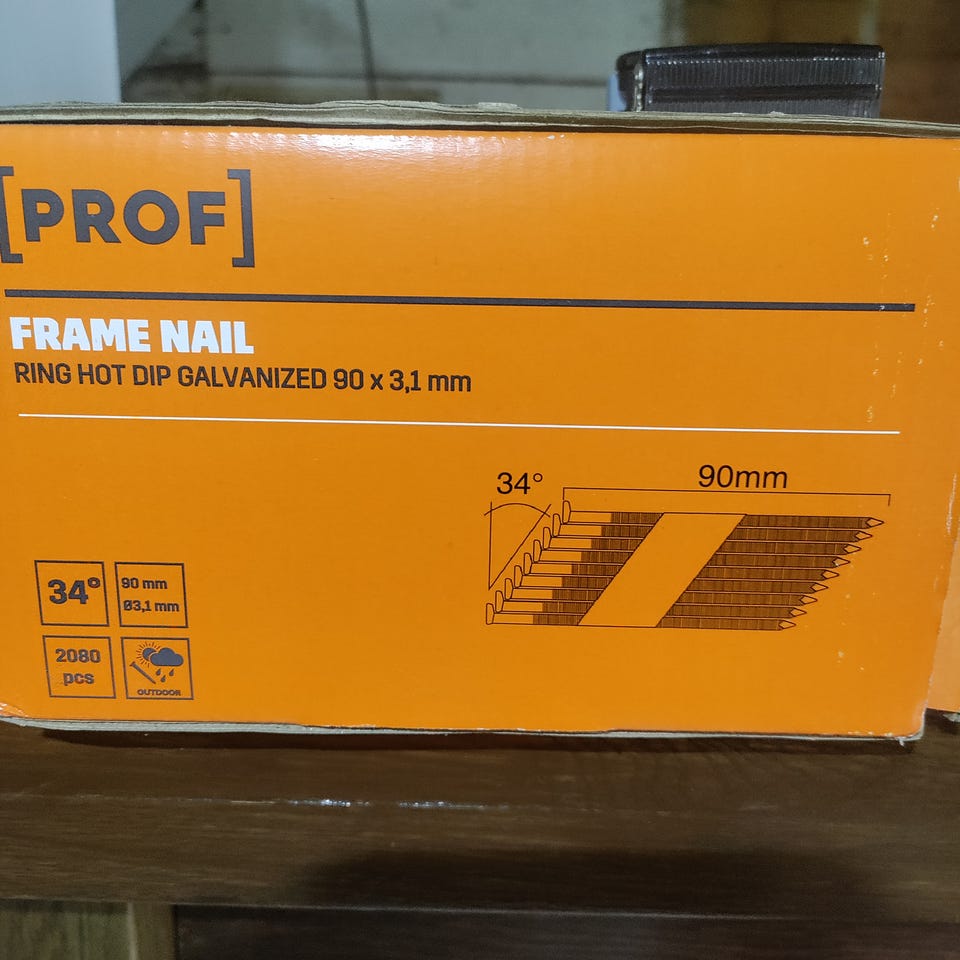 [PROF]
FRAME NAIL
RING HOT DIP GALVANIZED 90 x 3,1 mm
34° 90mm
34° 90 mm
Ø3,1 mm
2080
pcs
OUTDOOR